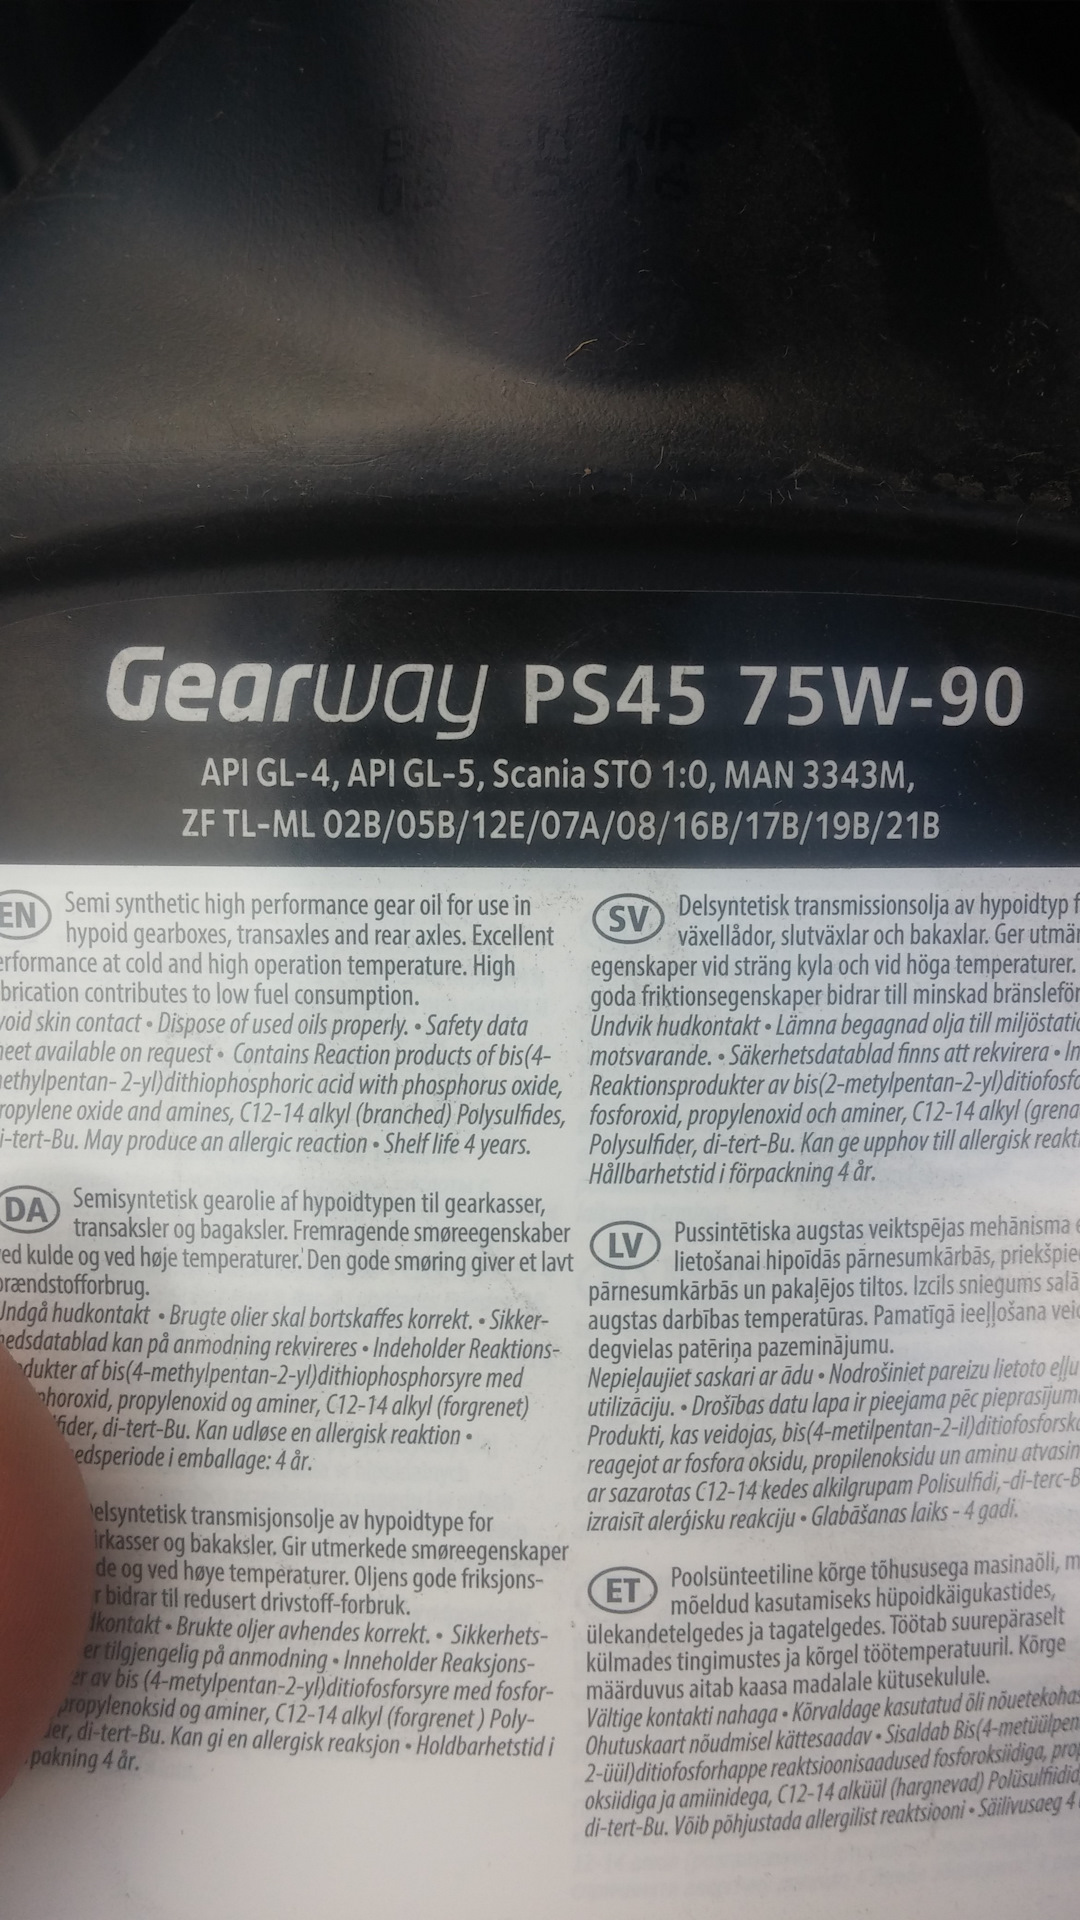 BATCH NR
Gearway PS45 75W-90
API GL-4, API GL-5, Scania STO 1:0, MAN 3343M,
ZF TL-ML 02B/05B/12E/07A/08/16B/17B/19B/21B
EN Semi synthetic high performance gear oil for use in
hypoid gearboxes, transaxles and rear axles. Excellent
erformance at cold and high operation temperature. High
brication contributes to low fuel consumption.
void skin contact • Dispose of used oils properly. • Safety data
heet available on request • Contains Reaction products of bis(4-
nethylpentan- 2-yl)dithiophosphoric acid with phosphorus oxide,
ropylene oxide and amines, C12-14 alkyl (branched) Polysulfides,
i-tert-Bu. May produce an allergic reaction • Shelf life 4 years.
DA Semisyntetisk gearolie af hypoidtypen til gearkasser,
transaksler og bagaksler. Fremragende smøreegenskaber
ved kulde og ved høje temperaturer. Den gode smøring giver et lavt
brændstofforbrug.
Undgå hudkontakt • Brugte olier skal bortskaffes korrekt. • Sikker-
hedsdatablad kan på anmodning rekvireres • Indeholder Reaktions-
dukter af bis(4-methylpentan-2-yl)dithiophosphorsyre med
phoroxid, propylenoxid og aminer, C12-14 alkyl (forgrenet)
fider, di-tert-Bu. Kan udløse en allergisk reaktion •
edsperiode i emballage: 4 år.
elsyntetisk transmisjonsolje av hypoidtype for
irkasser og bakaksler. Gir utmerkede smøreegenskaper
de og ved høye temperaturer. Oljens gode friksjons-
r bidrar til redusert drivstoff-forbruk.
dkontakt • Brukte oljer avhendes korrekt. • Sikkerhets-
er tilgjengelig på anmodning • Inneholder Reaksjons-
er av bis (4-metylpentan-2-yl)ditiofosforsyre med fosfor-
propylenoksid og aminer, C12-14 alkyl (forgrenet ) Poly-
er, di-tert-Bu. Kan gi en allergisk reaksjon • Holdbarhetstid i
pakning 4 år.
SV Delsyntetisk transmissionsolja av hypoidtyp f
växellådor, slutväxlar och bakaxlar. Ger utmär
egenskaper vid sträng kyla och vid höga temperaturer.
goda friktionsegenskaper bidrar till minskad bränsleför
Undvik hudkontakt • Lämna begagnad olja till miljöstatio
motsvarande. • Säkerhetsdatablad finns att rekvirera • In
Reaktionsprodukter av bis(2-metylpentan-2-yl)ditiofosfo
fosforoxid, propylenoxid och aminer, C12-14 alkyl (grena
Polysulfider, di-tert-Bu. Kan ge upphov till allergisk reakt
Hållbarhetstid i förpackning 4 år.
LV Pussintētiska augstas veiktspējas mehānisma e
lietošanai hipoīdās pārnesumkārbās, priekšpie
pārnesumkārbās un pakaļējos tiltos. Izcils sniegums salā
augstas darbības temperatūras. Pamatīgā ieeļļošana veic
degvielas patēriņa pazeminājumu.
Nepieļaujiet saskari ar ādu • Nodrošiniet pareizu lietoto eļļu
utilizāciju. • Drošības datu lapa ir pieejama pēc pieprasījum
Produkti, kas veidojas, bis(4-metilpentan-2-il)ditiofosforsk
reagejot ar fosfora oksidu, propilenoksidu un aminu atvasin
ar sazarotas C12-14 kedes alkilgrupam Polisulfidi,-di-terc-B
izraisīt alerģisku reakciju • Glabāšanas laiks - 4 gadi.
ET Poolsünteetiline kõrge tõhususega masinaõli, m
mõeldud kasutamiseks hüpoidkäigukastides,
ülekandetelgedes ja tagatelgedes. Töötab suurepäraselt
külmades tingimustes ja kõrgel töötemperatuuril. Kõrge
määrduvus aitab kaasa madalale kütusekulule.
Vältige kontakti nahaga • Kõrvaldage kasutatud õli nõuetekohas
Ohutuskaart nõudmisel kättesaadav • Sisaldab Bis(4-metüülpen
2-üül)ditiofosforhappe reaktsioonisaadused fosforoksiidiga, prop
oksiidiga ja amiinidega, C12-14 alküül (hargnevad) Polüsulfiidid
di-tert-Bu. Võib põhjustada allergilist reaktsiooni • Säilivusaeg 4